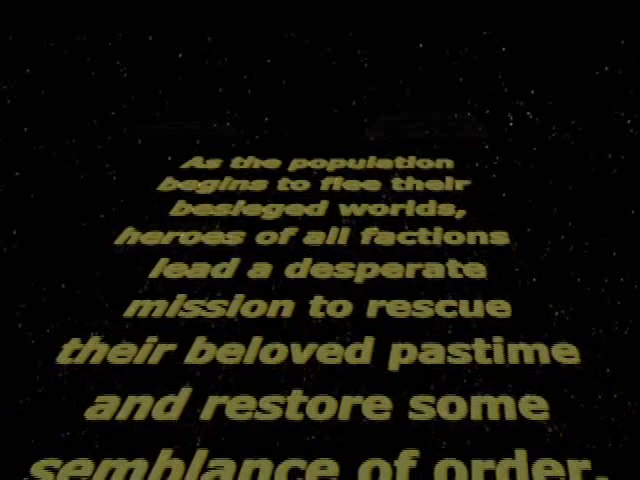 As the population
begins to flee their
besieged worlds,
heroes of all factions
lead a desperate
mission to rescue
their beloved pastime
and restore some
semblance of order.